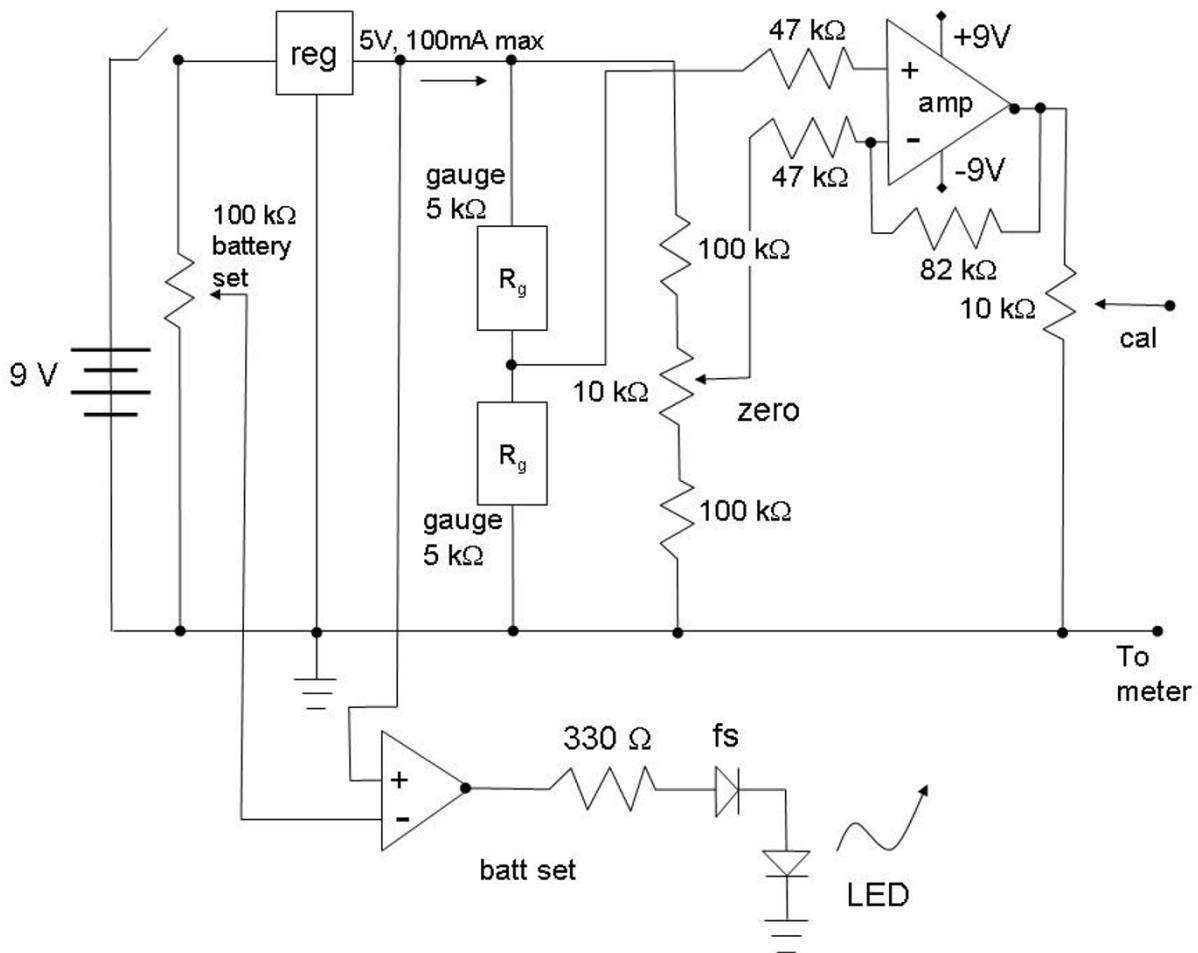 reg
5V, 100mA max
47 kΩ
+
amp
-
+9V
-9V
47 kΩ
82 kΩ
gauge
5 kΩ
Rg
100 kΩ
battery
set
100 kΩ
10 kΩ
cal
9 V
10 kΩ
zero
Rg
gauge
5 kΩ
100 kΩ
To
meter
+
-
batt set
330 Ω
fs
LED